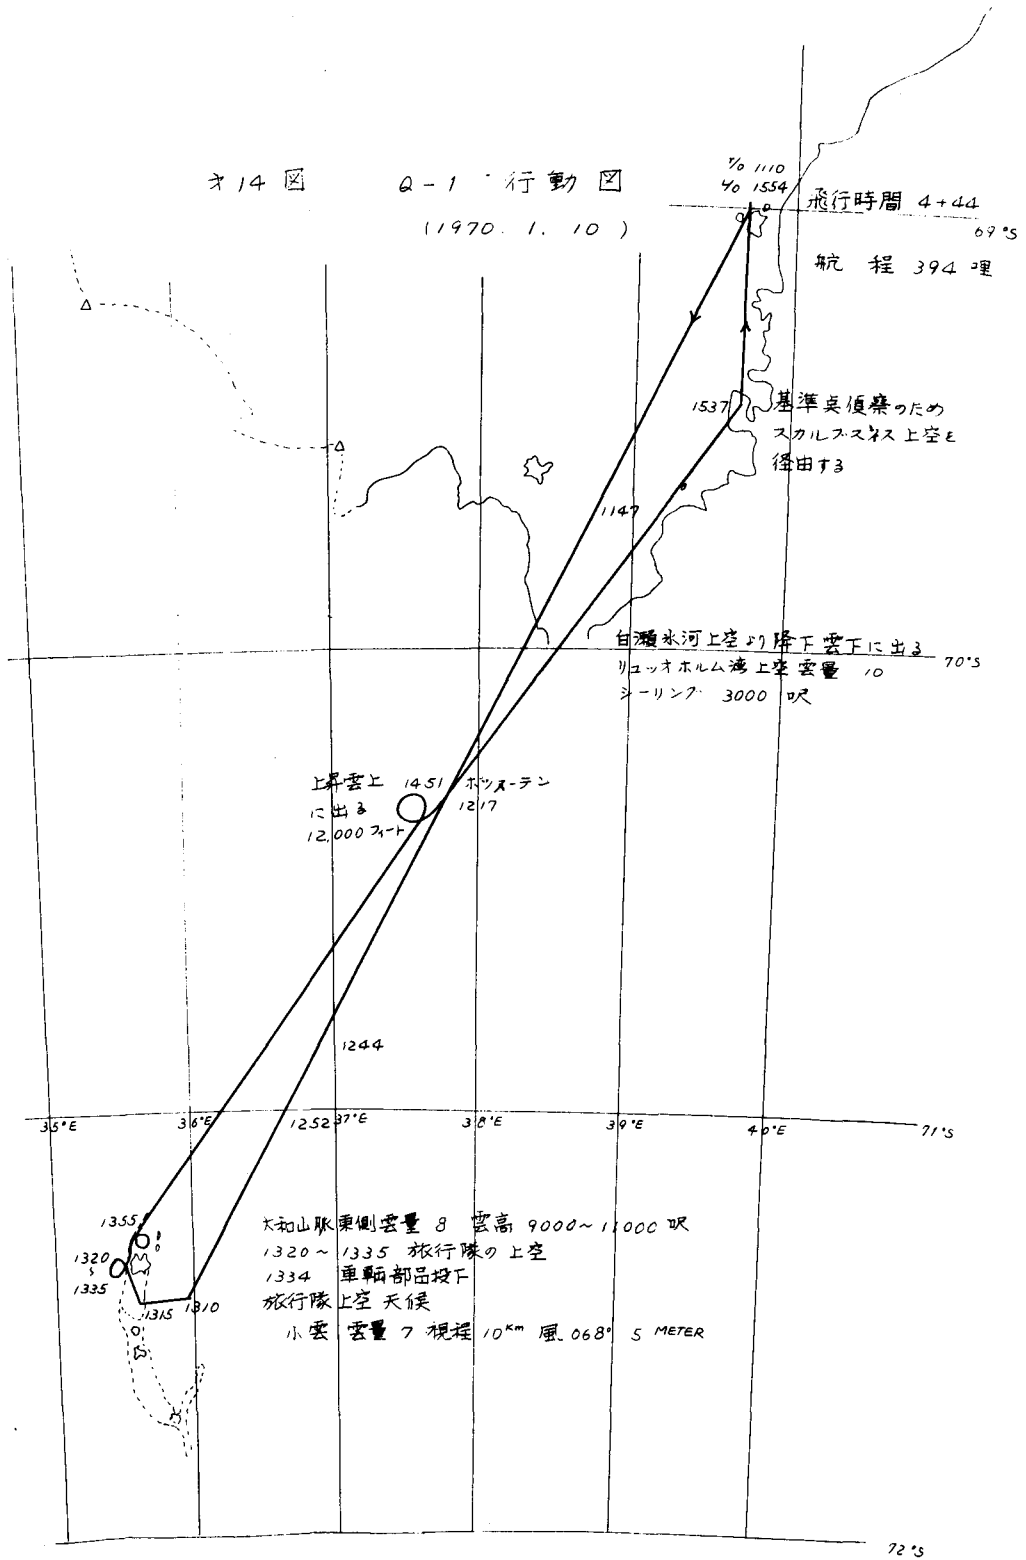 才14図 Q-1 行動図
(1970. 1. 10)
T/O 1110
L/D 1554
飛行時間 4+44
69°S
航 程 394 浬
1537
基準点偵察のため
スカルブスネス上空を
経由する
1147
白瀬氷河上空より降下雲下に出る
70°S
リュッオホルム湾上空雲量 10
シーリング 3000 呎
上昇雲上 1451 ボツヌーテン
に出る 1217
12,000 フィート
1244
35°E 36°E 1252 37°E 38°E 39°E 40°E 71°S
1355
大和山脈東側雲量 8 雲高 9000~11000 呎
1320
~
1335
1320~1335 旅行隊の上空
1334 車輌部品投下
旅行隊上空 天候
1315 1310
小雲 雲量 7 視程 10km 風 068° 5 METER
72°S